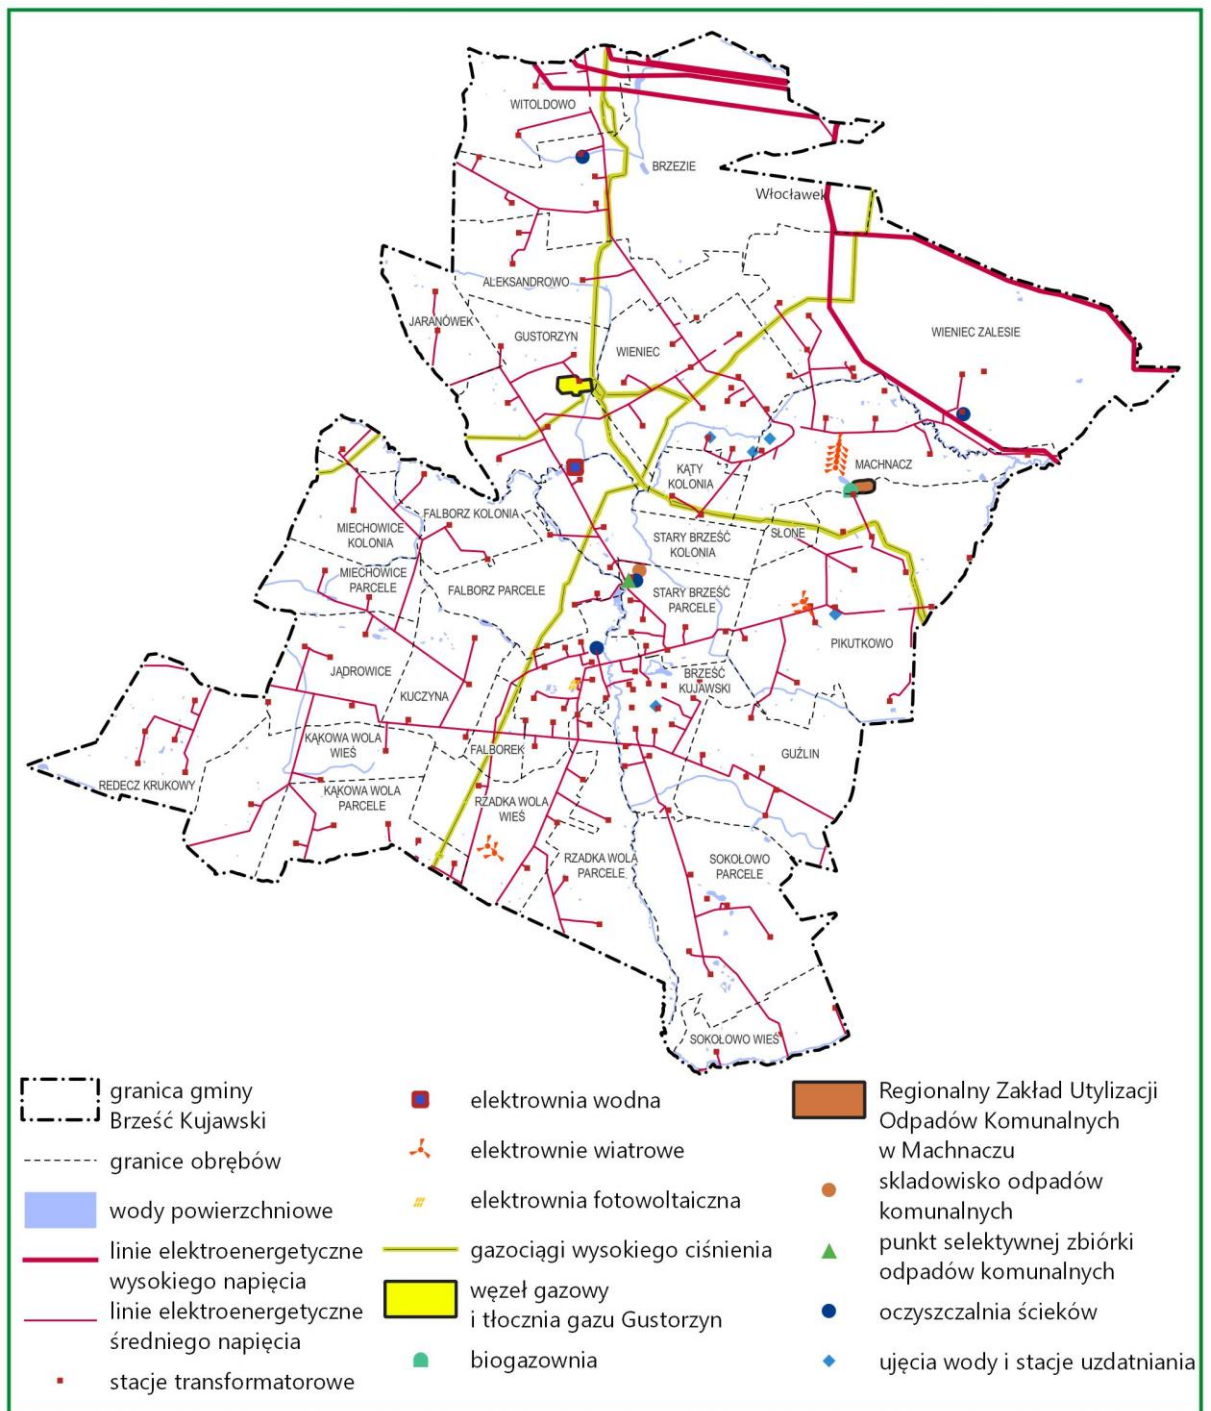 WITOLDOWO
BRZEZIE
Włocławek
ALEKSANDROWO
JARANÓWEK
GUSTORZYN
WIENIEC
WIENIEC ZALESIE
KĄTY
KOLONIA
MACHNACZ
MIECHOWICE
KOLONIA
FALBORZ KOLONIA
STARY BRZEŚĆ
KOLONIA
SŁONE
MIECHOWICE
PARCELE
FALBORZ PARCELE
STARY BRZEŚĆ
PARCELE
PIKUTKOWO
JĄDROWICE
KUCZYNA
BRZEŚĆ
KUJAWSKI
KĄKOWA WOLA
WIEŚ
FALBOREK
GUŹLIN
REDECZ KRUKOWY
KĄKOWA WOLA
PARCELE
RZADKA WOLA
WIEŚ
RZADKA WOLA
PARCELE
SOKOŁOWO
PARCELE
SOKOŁOWO WIEŚ
granica gminy
Brześć Kujawski
granice obrębów
wody powierzchniowe
linie elektroenergetyczne
wysokiego napięcia
linie elektroenergetyczne
średniego napięcia
stacje transformatorowe
elektrownia wodna
elektrownie wiatrowe
elektrownia fotowoltaiczna
gazociągi wysokiego ciśnienia
węzeł gazowy
i tłocznia gazu Gustorzyn
biogazownia
Regionalny Zakład Utylizacji
Odpadów Komunalnych
w Machnaczu
skladowisko odpadów
komunalnych
punkt selektywnej zbiórki
odpadów komunalnych
oczyszczalnia ścieków
ujęcia wody i stacje uzdatniania